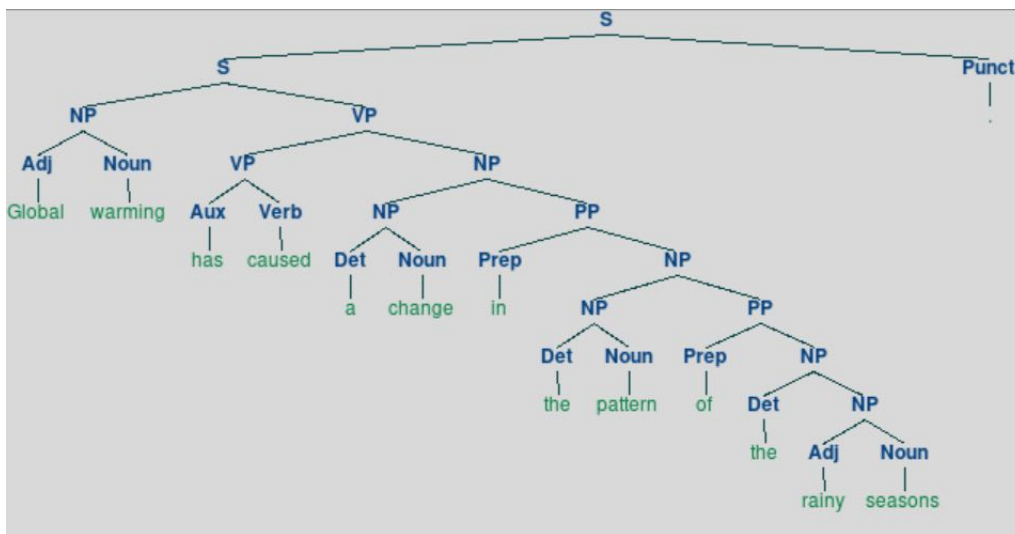 S
S Punct
NP VP .
Adj Noun VP NP
Global warming Aux Verb NP PP
has caused Det Noun Prep NP
a change in NP PP
Det Noun Prep NP
the pattern of Det NP
the Adj Noun
rainy seasons